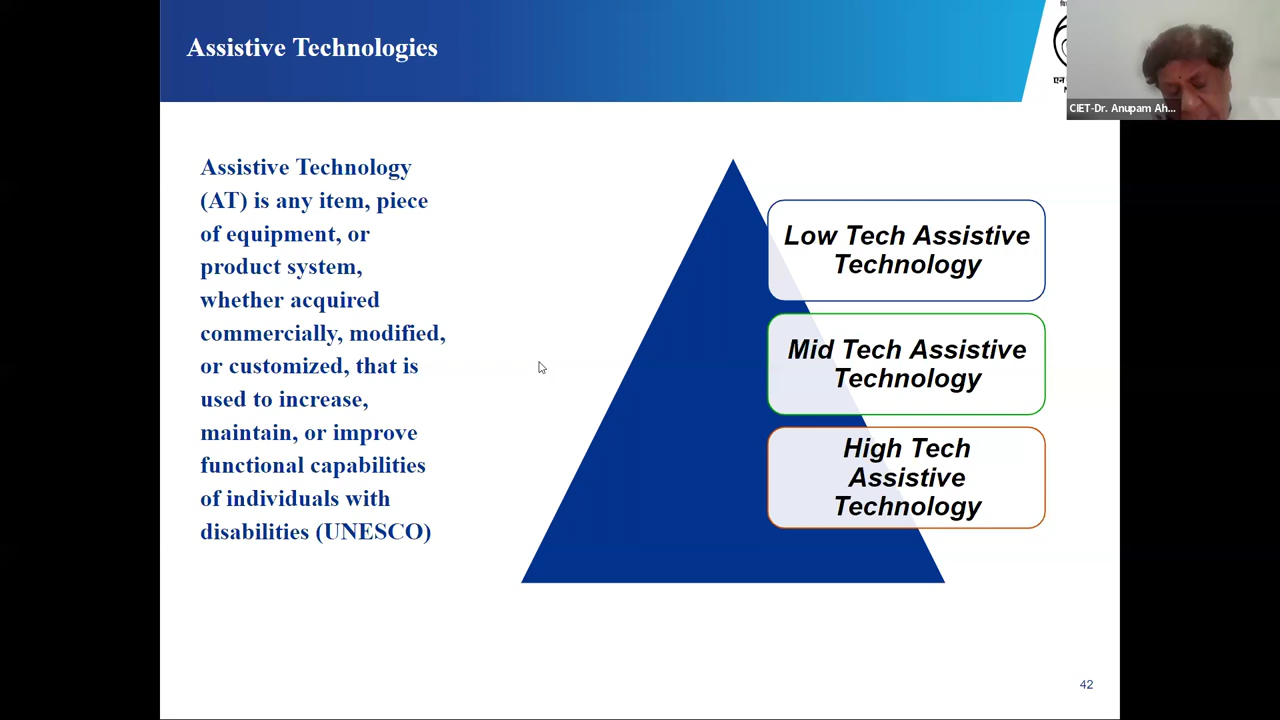 Assistive Technologies
CIET-Dr. Anupam Ah...
Assistive Technology
(AT) is any item, piece
of equipment, or
product system,
whether acquired
commercially, modified,
or customized, that is
used to increase,
maintain, or improve
functional capabilities
of individuals with
disabilities (UNESCO)
Low Tech Assistive
Technology
Mid Tech Assistive
Technology
High Tech
Assistive
Technology
42